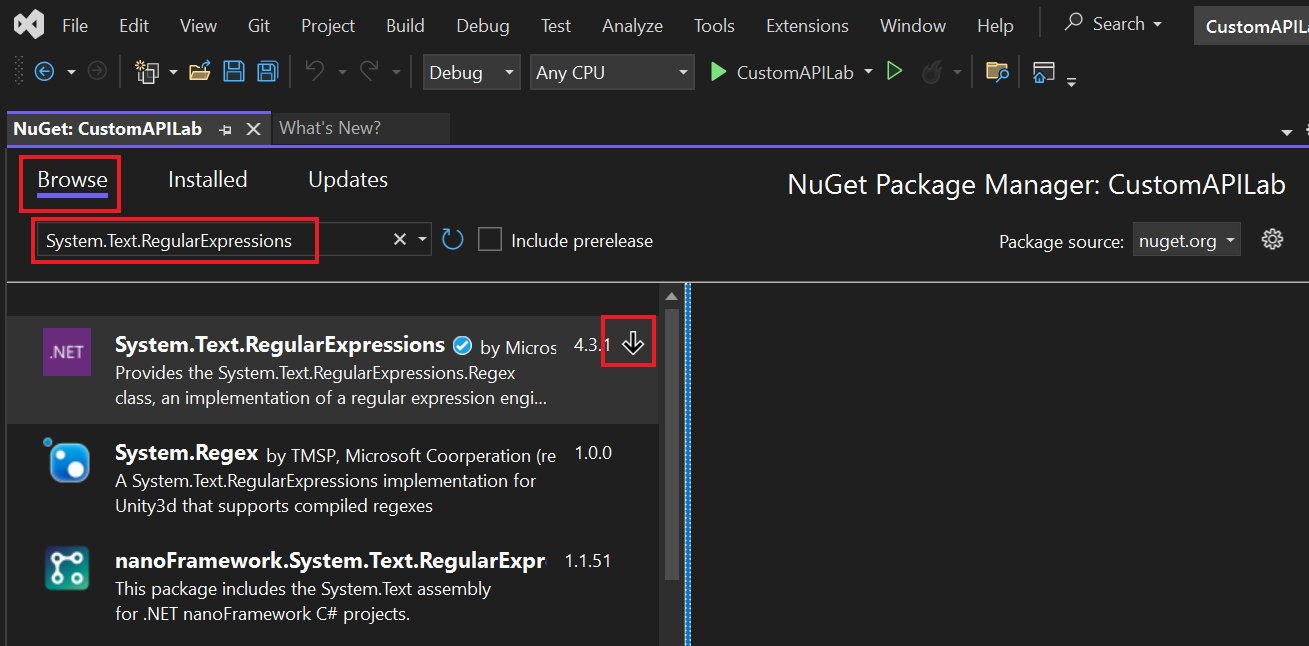 File Edit View Git Project Build Debug Test Analyze Tools Extensions Window Help Search CustomAPILa
Debug Any CPU CustomAPILab
NuGet: CustomAPILab What's New?
Browse Installed Updates
NuGet Package Manager: CustomAPILab
System.Text.RegularExpressions Include prerelease Package source: nuget.org
.NET System.Text.RegularExpressions by Micros 4.3.1
Provides the System.Text.RegularExpressions.Regex
class, an implementation of a regular expression engi...
System.Regex by TMSP, Microsoft Coorperation (re 1.0.0
A System.Text.RegularExpressions implementation for
Unity3d that supports compiled regexes
nanoFramework.System.Text.RegularExpr 1.1.51
This package includes the System.Text assembly
for .NET nanoFramework C# projects.